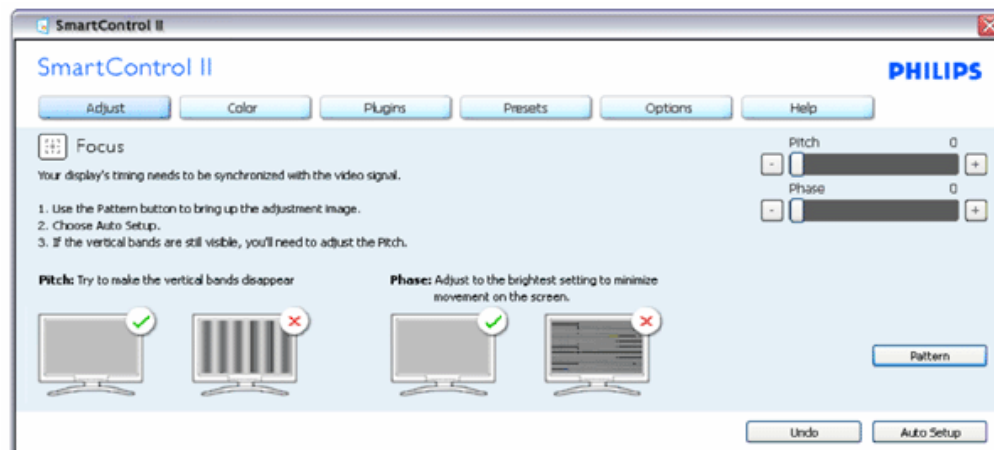 SmartControl II
SmartControl II
PHILIPS
Adjust Color Plugins Presets Options Help
Focus
Your display's timing needs to be synchronized with the video signal.
1. Use the Pattern button to bring up the adjustment image.
2. Choose Auto Setup.
3. If the vertical bands are still visible, you'll need to adjust the Pitch.
Pitch 0
- +
Phase 0
- +
Pitch: Try to make the vertical bands disappear
Phase: Adjust to the brightest setting to minimize
movement on the screen.
Pattern
Undo Auto Setup